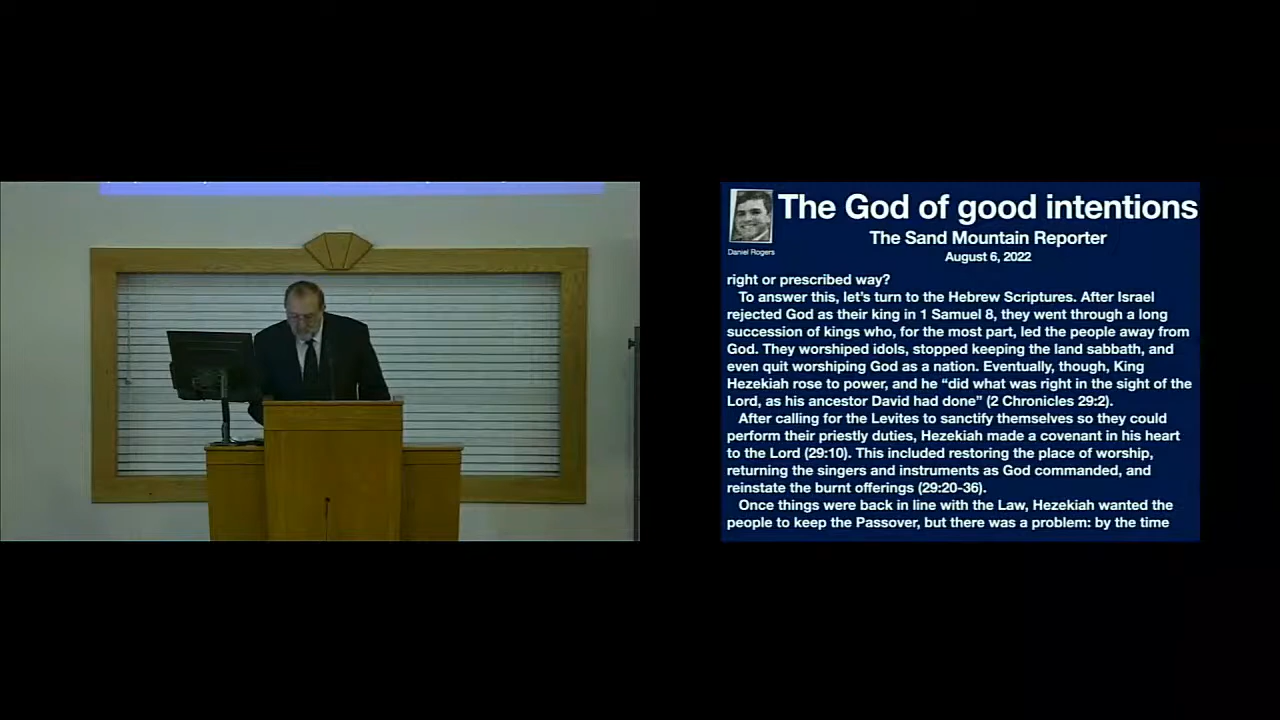 The God of good intentions
The Sand Mountain Reporter
August 6, 2022
Daniel Rogers
right or prescribed way?
To answer this, let's turn to the Hebrew Scriptures. After Israel
rejected God as their king in 1 Samuel 8, they went through a long
succession of kings who, for the most part, led the people away from
God. They worshiped idols, stopped keeping the land sabbath, and
even quit worshiping God as a nation. Eventually, though, King
Hezekiah rose to power, and he “did what was right in the sight of the
Lord, as his ancestor David had done” (2 Chronicles 29:2).
After calling for the Levites to sanctify themselves so they could
perform their priestly duties, Hezekiah made a covenant in his heart
to the Lord (29:10). This included restoring the place of worship,
returning the singers and instruments as God commanded, and
reinstate the burnt offerings (29:20-36).
Once things were back in line with the Law, Hezekiah wanted the
people to keep the Passover, but there was a problem: by the time